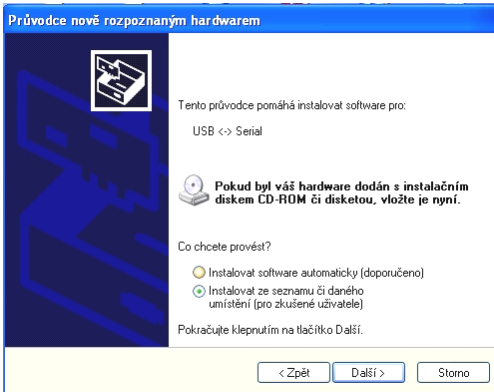 Průvodce nově rozpoznaným hardwarem
Tento průvodce pomáhá instalovat software pro:
USB <-> Serial
Pokud byl váš hardware dodán s instalačním
diskem CD-ROM či disketou, vložte je nyní.
Co chcete provést?
Instalovat software automaticky (doporučeno)
Instalovat ze seznamu či daného
umístění (pro zkušené uživatele)
Pokračujte klepnutím na tlačítko Další.
< Zpět
Další >
Storno